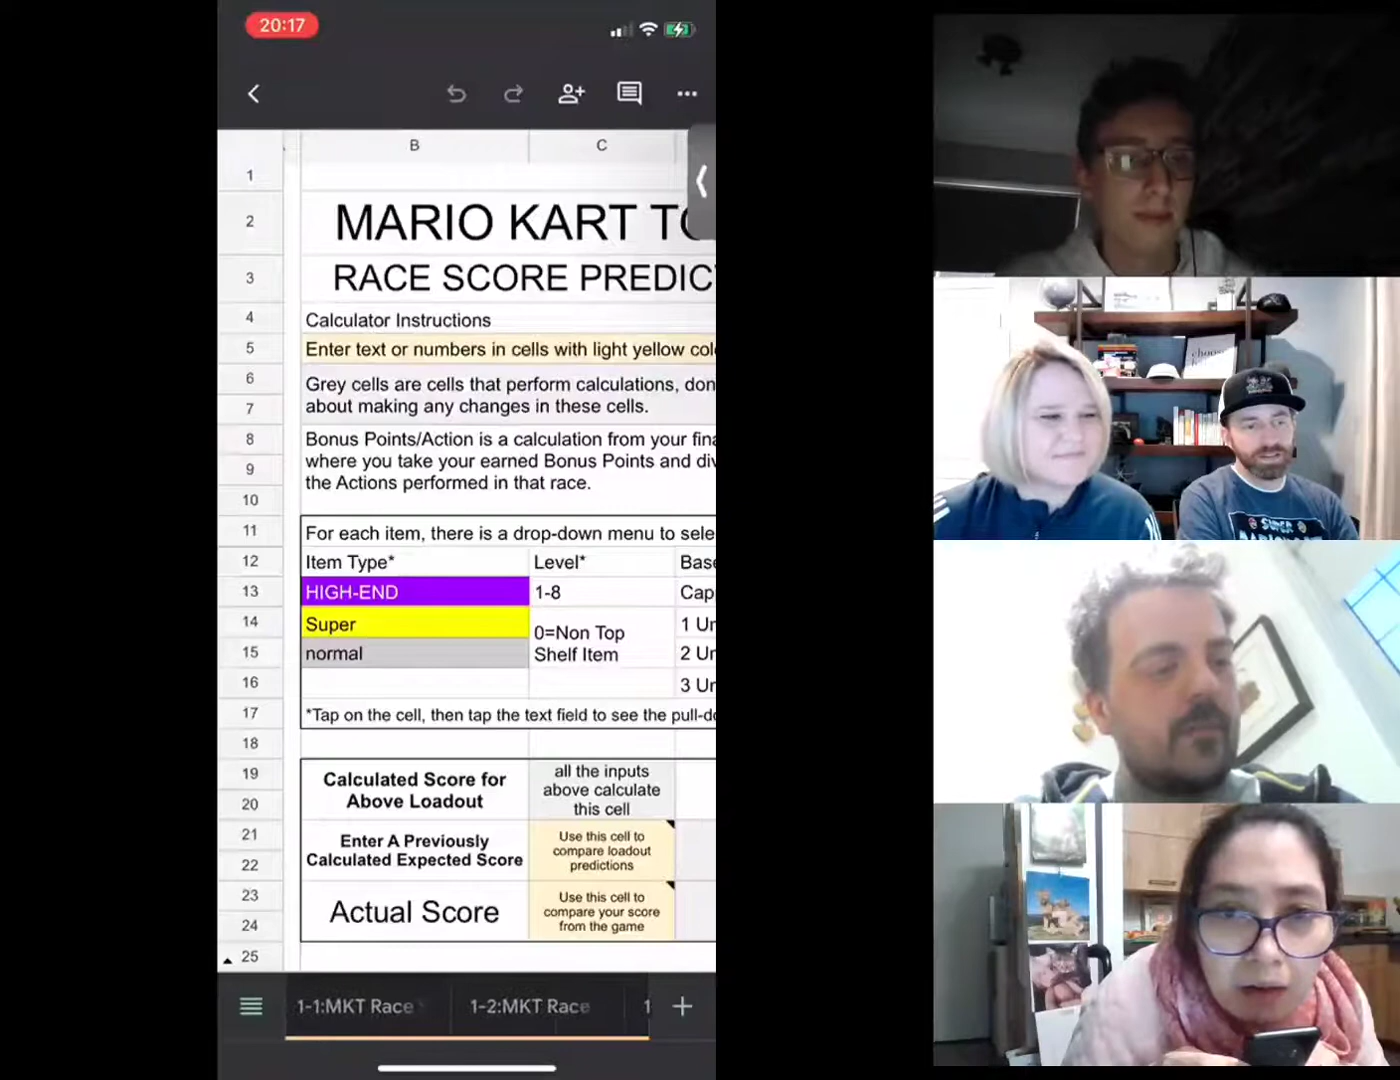 20:17
B
C
1
2
MARIO KART TO
3
RACE SCORE PREDIC
4
Calculator Instructions
5
Enter text or numbers in cells with light yellow col
6
Grey cells are cells that perform calculations, don
7
about making any changes in these cells.
8
Bonus Points/Action is a calculation from your fina
9
where you take your earned Bonus Points and div
10
the Actions performed in that race.
11
For each item, there is a drop-down menu to sele
12
Item Type*
Level*
Base
13
HIGH-END
1-8
Cap
14
Super
1 Un
0=Non Top
15
normal
Shelf Item
2 Un
16
3 Un
17
*Tap on the cell, then tap the text field to see the pull-do
18
19
Calculated Score for
Above Loadout
all the inputs
above calculate
this cell
20
21
Enter A Previously
Calculated Expected Score
Use this cell to
compare loadout
predictions
22
23
Actual Score
Use this cell to
compare your score
from the game
24
25
1-1:MKT Race
1-2:MKT Race
1
choose
SUPER